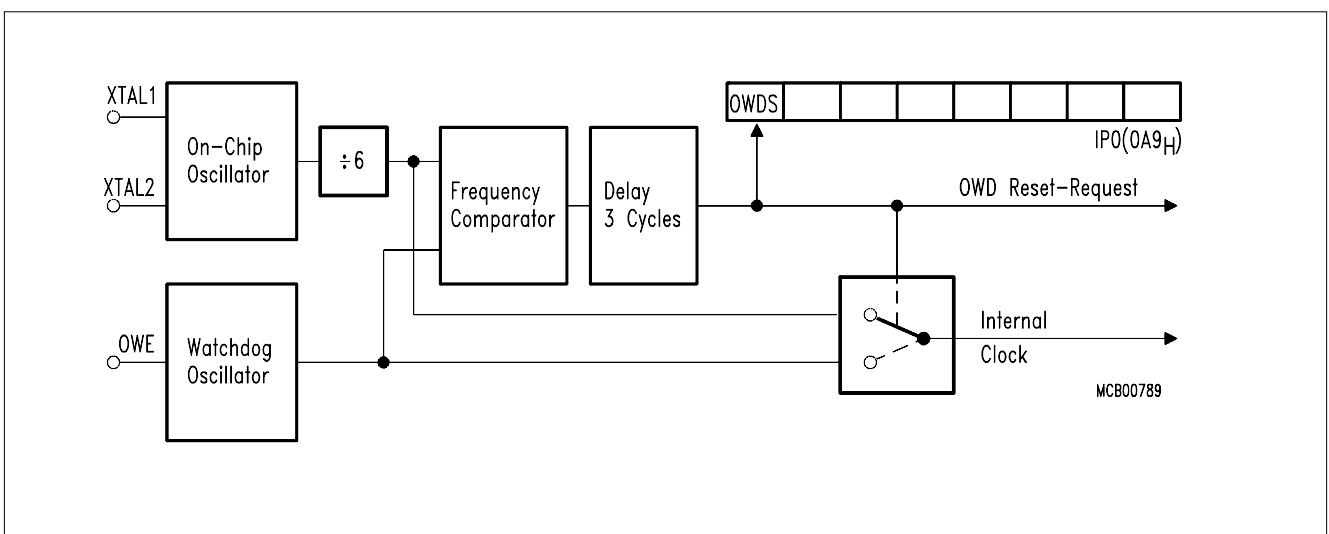 XTAL1
XTAL2
On-Chip
Oscillator
÷6
Frequency
Comparator
Delay
3 Cycles
OWDS
IP0(0A9H)
OWD Reset-Request
OWE
Watchdog
Oscillator
Internal
Clock
MCB00789